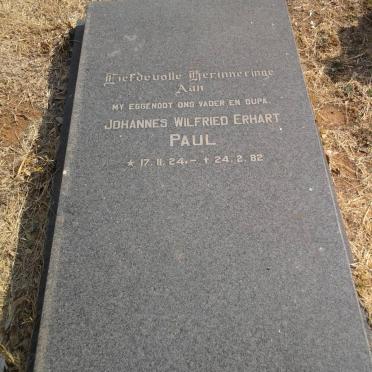 Liefdevolle Herinneringe
Aan
MY EGGENOOT ONS VADER EN OUPA.
JOHANNES WILFRIED ERHART
PAUL
* 17.11.24.-. † 24.2.82